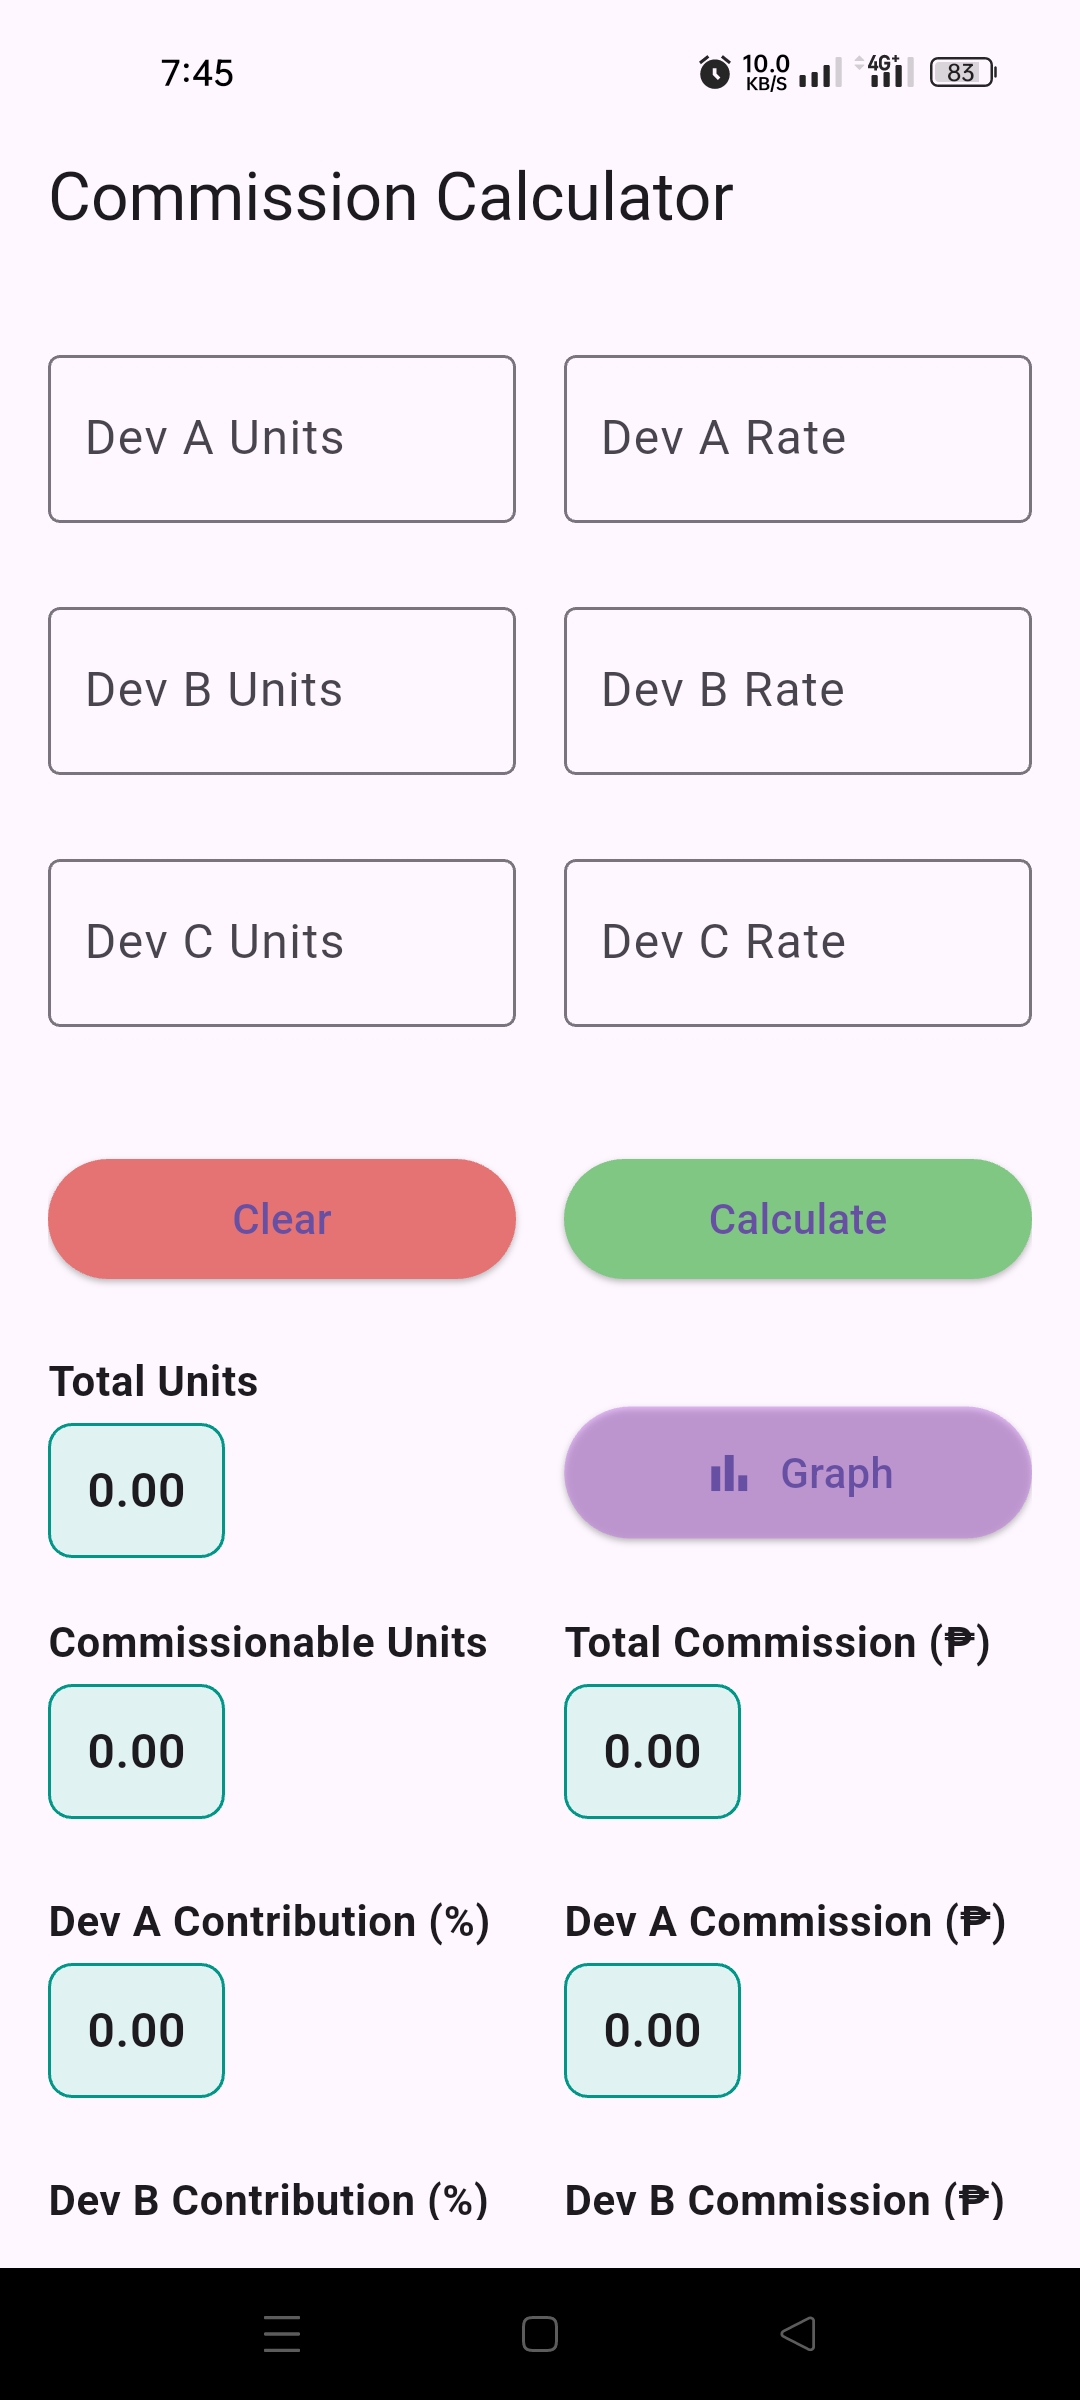 7:45
10.0
KB/S
4G+
83
Commission Calculator
Dev A Units
Dev A Rate
Dev B Units
Dev B Rate
Dev C Units
Dev C Rate
Clear
Calculate
Total Units
0.00
Graph
Commissionable Units
Total Commission (₱)
0.00
0.00
Dev A Contribution (%)
Dev A Commission (₱)
0.00
0.00
Dev B Contribution (%)
Dev B Commission (₱)